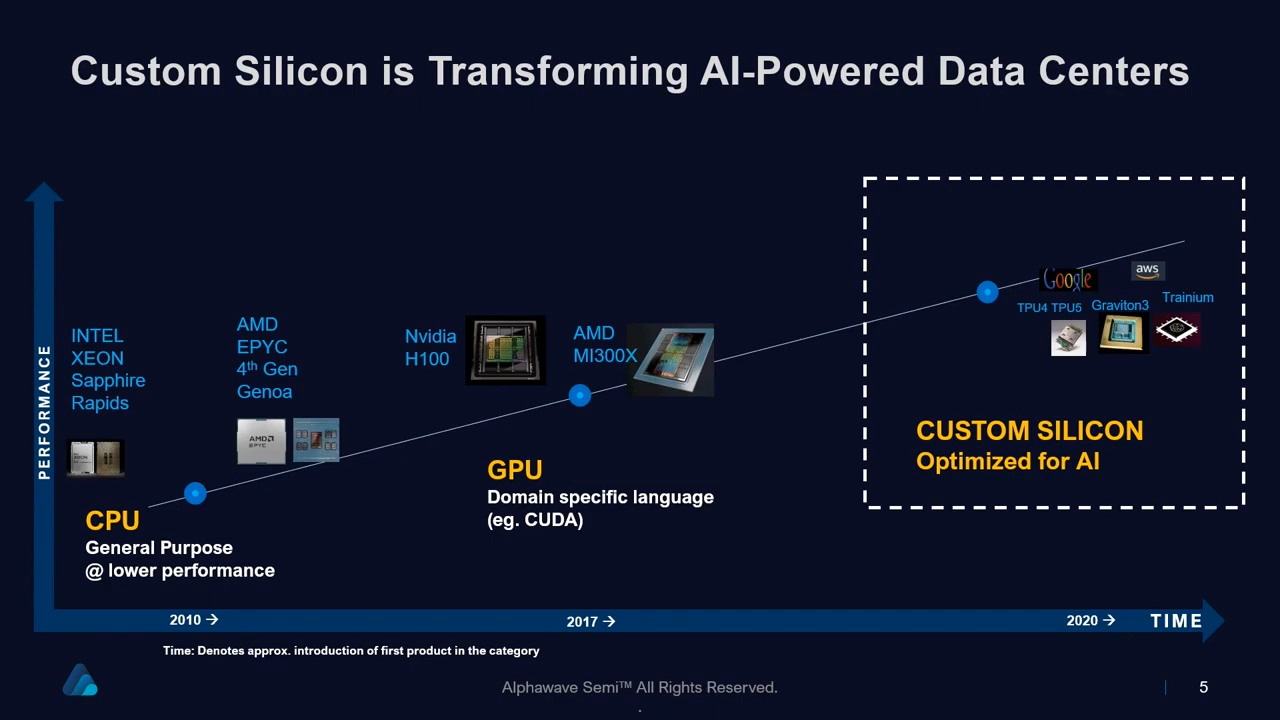 Custom Silicon is Transforming AI-Powered Data Centers
PERFORMANCE
INTEL
XEON
Sapphire
Rapids
AMD
EPYC
4th Gen
Genoa
AMD
EPYC
CPU
General Purpose
@ lower performance
Nvidia
H100
AMD
MI300X
GPU
Domain specific language
(eg. CUDA)
Google
aws
TPU4 TPU5
Graviton3
Trainium
CUSTOM SILICON
Optimized for AI
2010 →
2017 →
2020 →
TIME
Time: Denotes approx. introduction of first product in the category
Alphawave Semi™ All Rights Reserved.
.
5